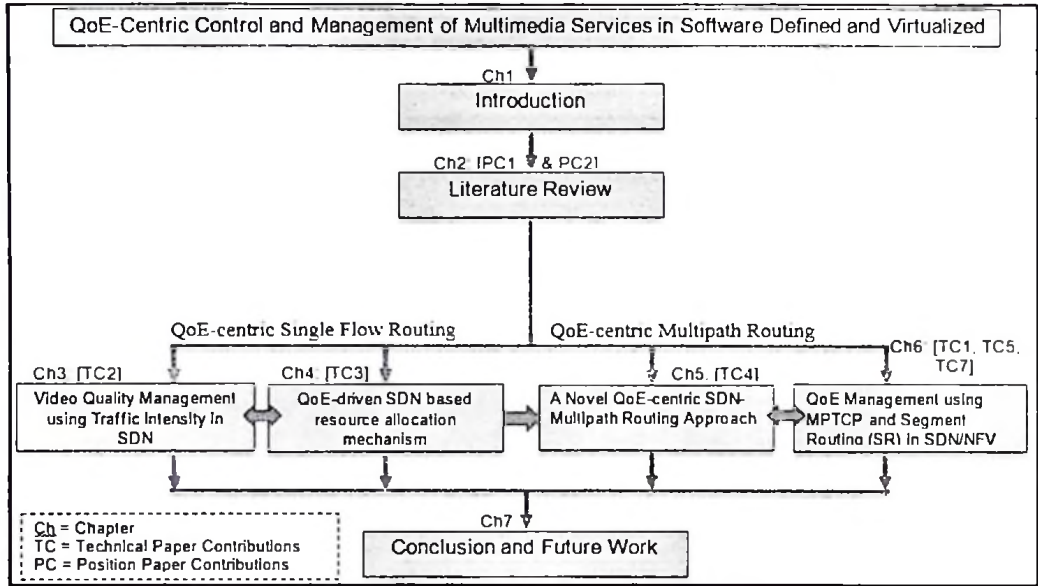 QoE-Centric Control and Management of Multimedia Services in Software Defined and Virtualized
Ch1
Introduction
Ch2: [PC1 & PC2]
Literature Review
QoE-centric Single Flow Routing
QoE-centric Multipath Routing
Ch3: [TC2]
Video Quality Management
using Traffic Intensity in
SDN
Ch4: [TC3]
QoE-driven SDN based
resource allocation
mechanism
Ch5. [TC4]
A Novel QoE-centric SDN-
Multipath Routing Approach
Ch6: [TC1, TC5,
TC7]
QoE Management using
MPTCP and Segment
Routing (SR) in SDN/NFV
Ch7
Conclusion and Future Work
Ch = Chapter
TC = Technical Paper Contributions
PC = Position Paper Contributions